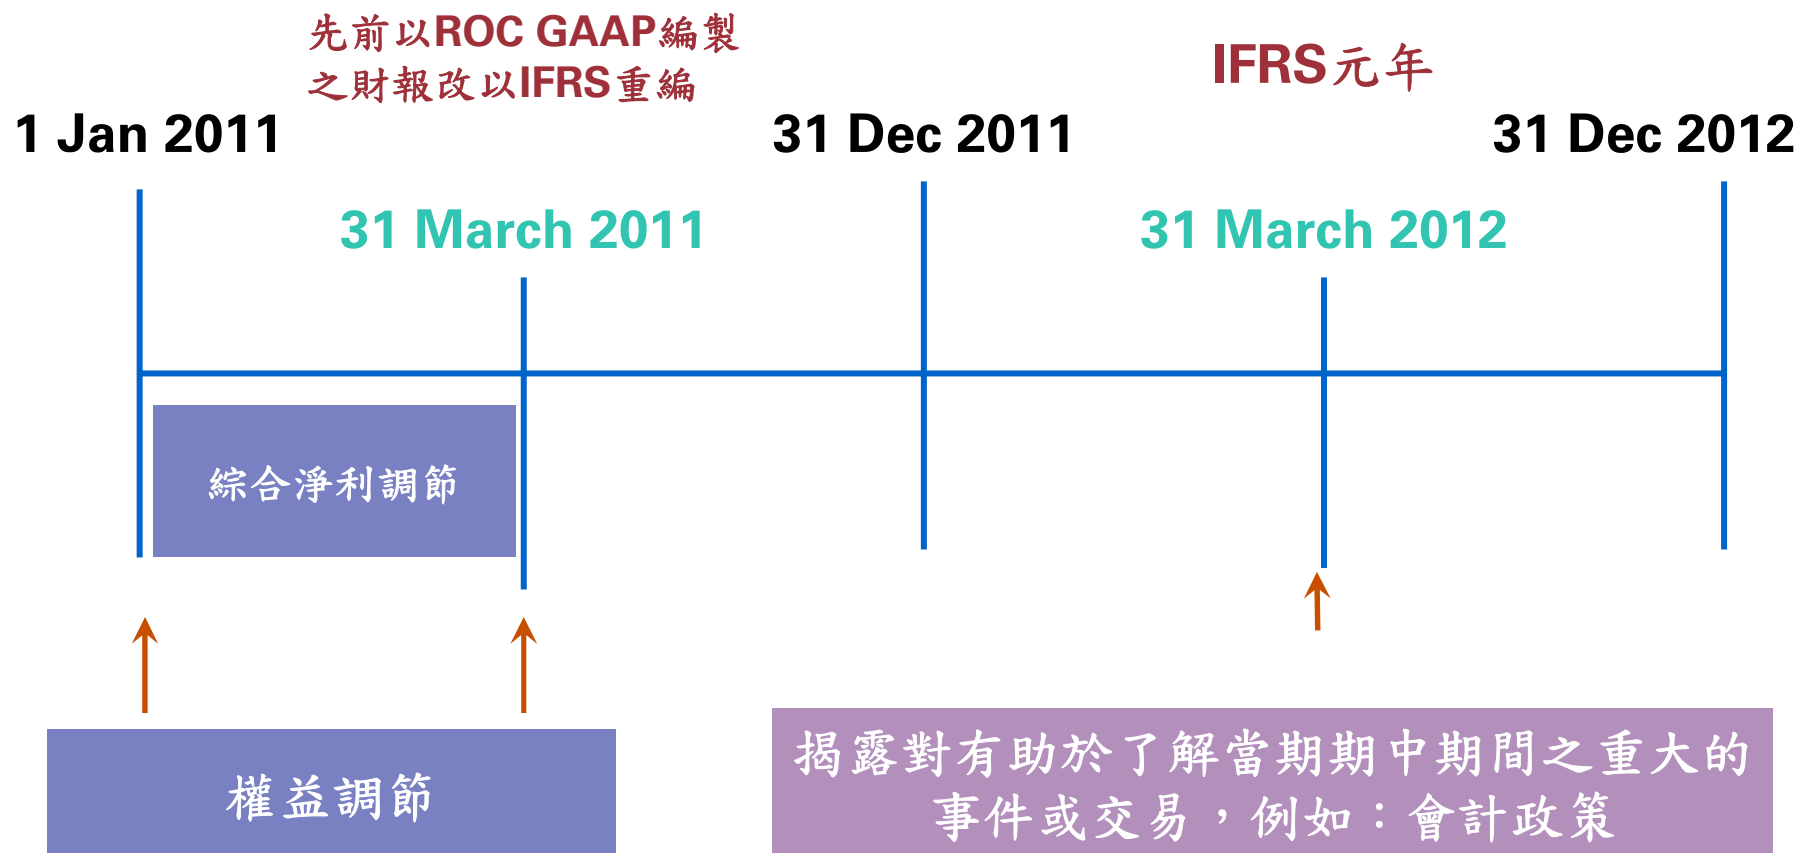 先前以ROC GAAP編製
之財報改以IFRS重編
IFRS元年
1 Jan 2011
31 Dec 2011
31 Dec 2012
31 March 2011
31 March 2012
綜合淨利調節
權益調節
揭露對有助於了解當期期中期間之重大的
事件或交易，例如：會計政策